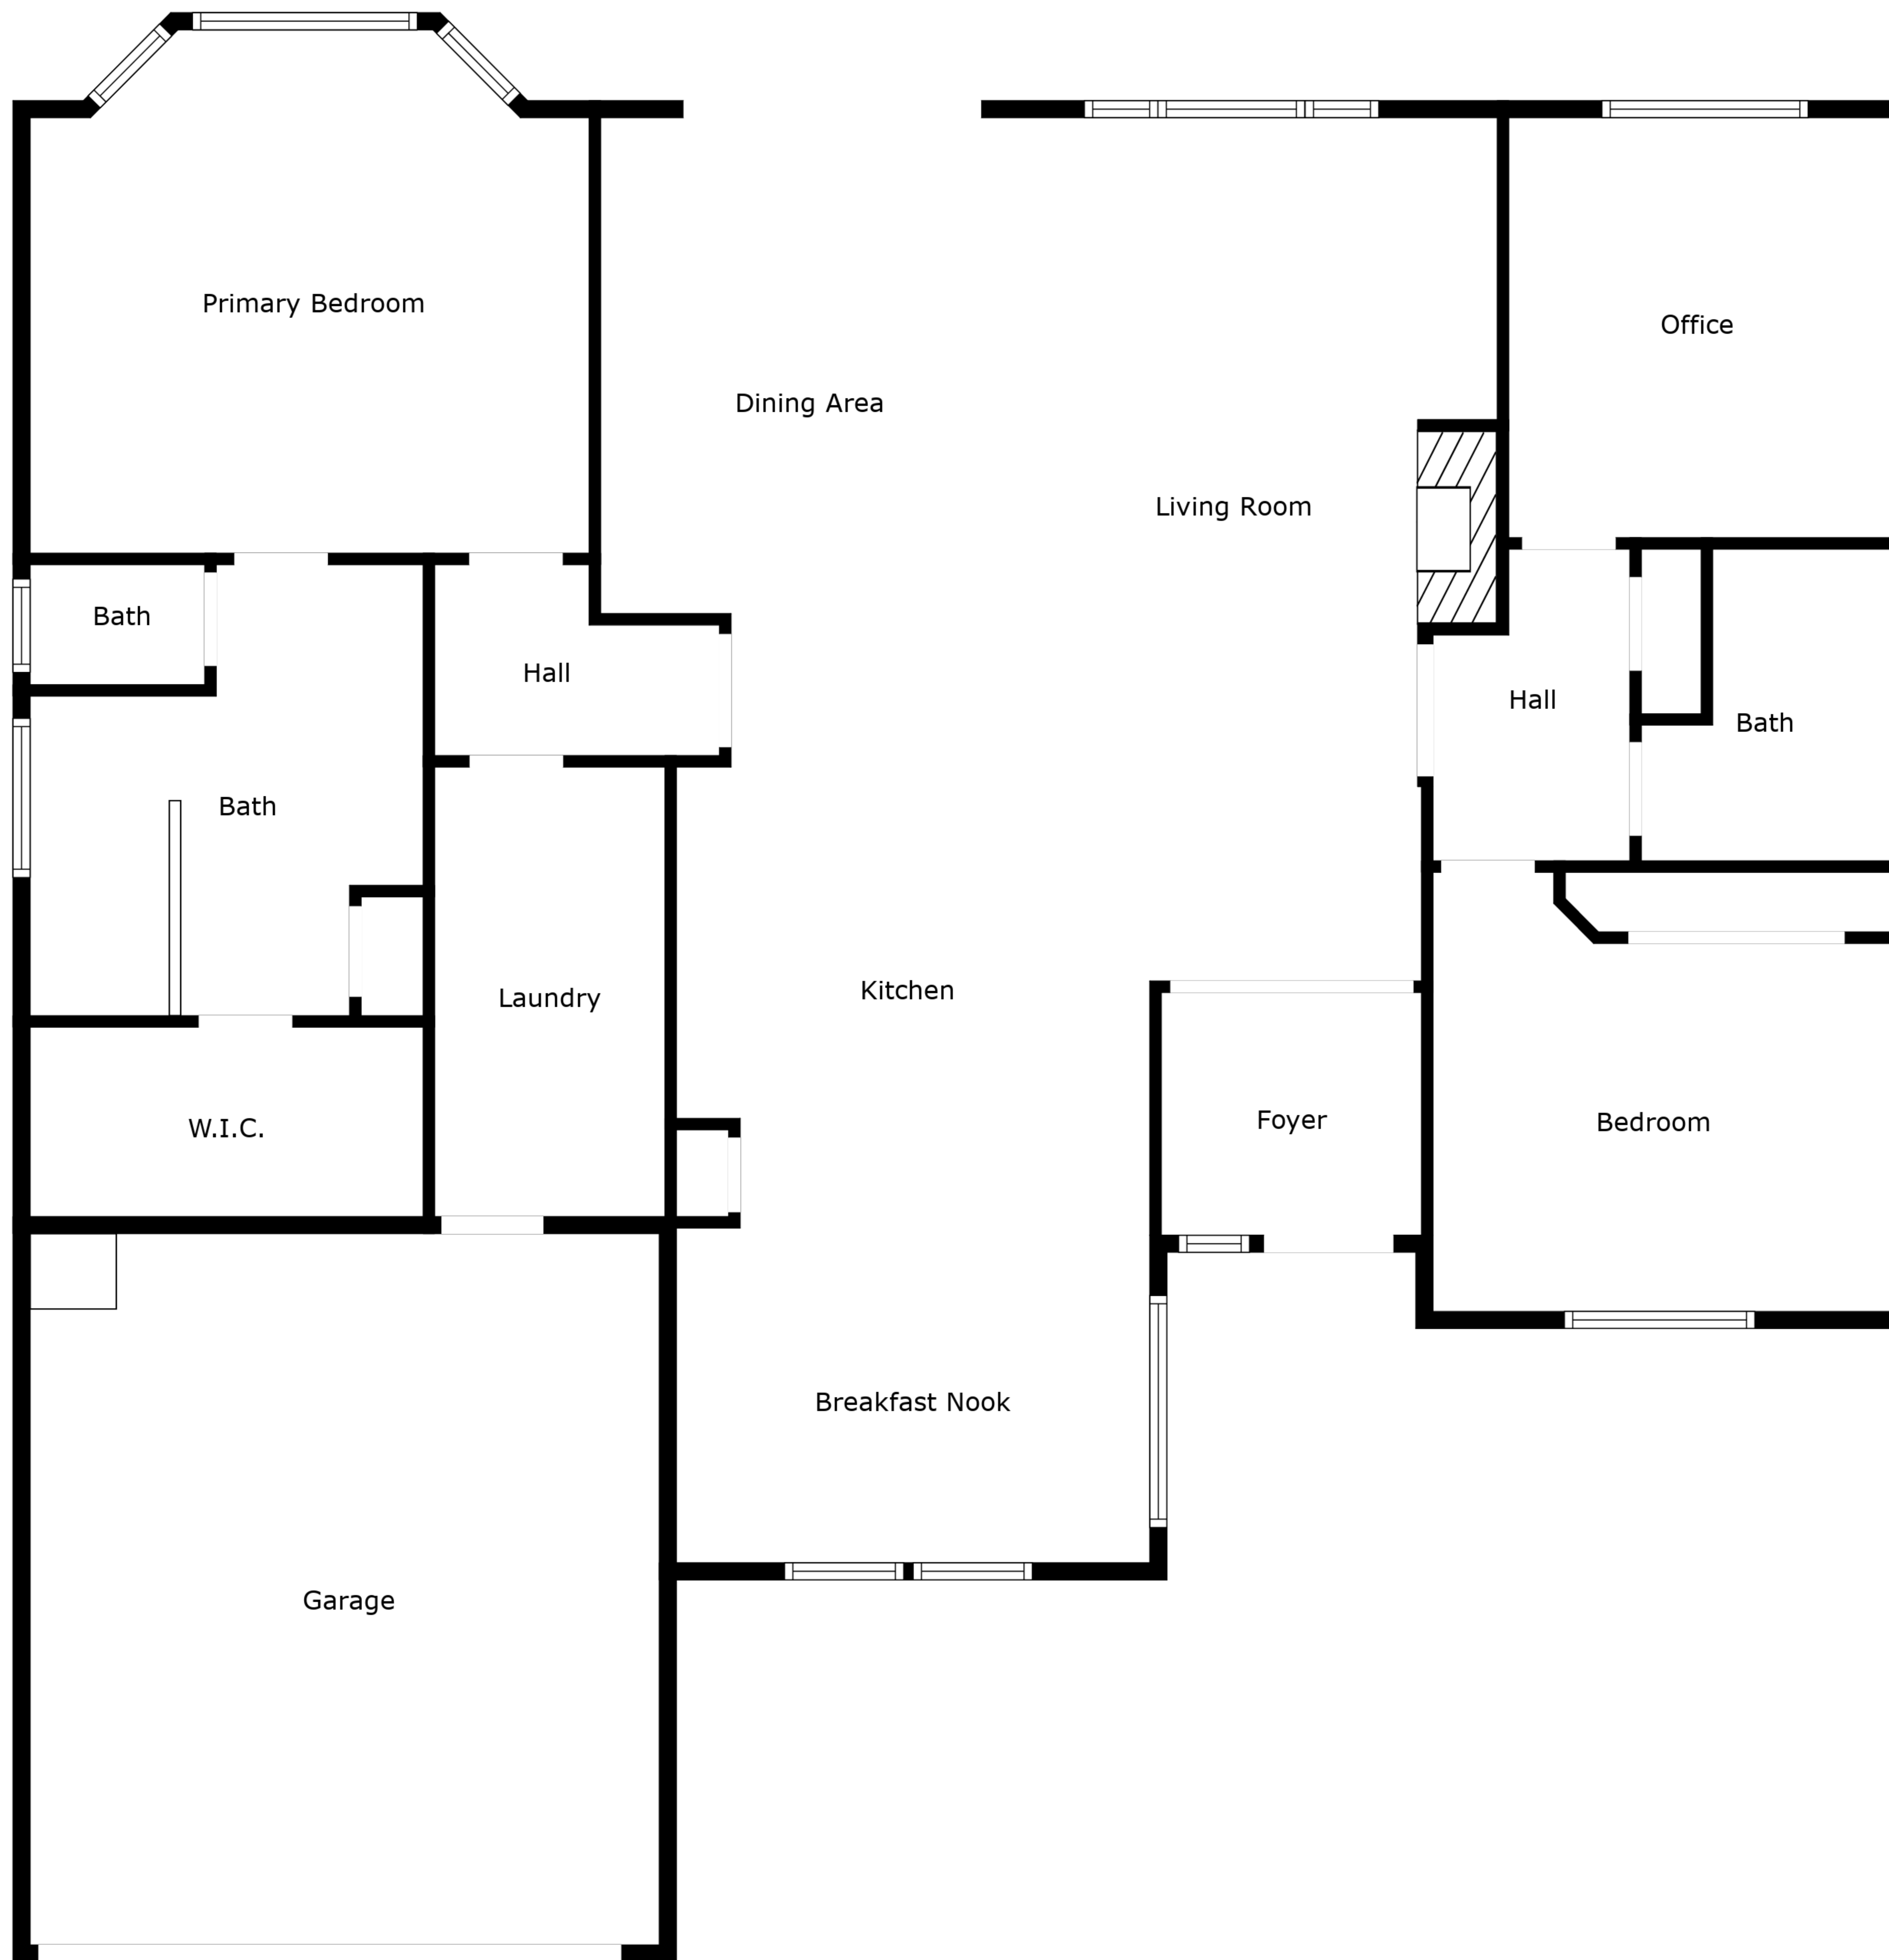 Primary Bedroom
Office
Dining Area
Living Room
Bath
Hall
Hall
Bath
Bath
Kitchen
Laundry
Foyer
Bedroom
W.I.C.
Breakfast Nook
Garage